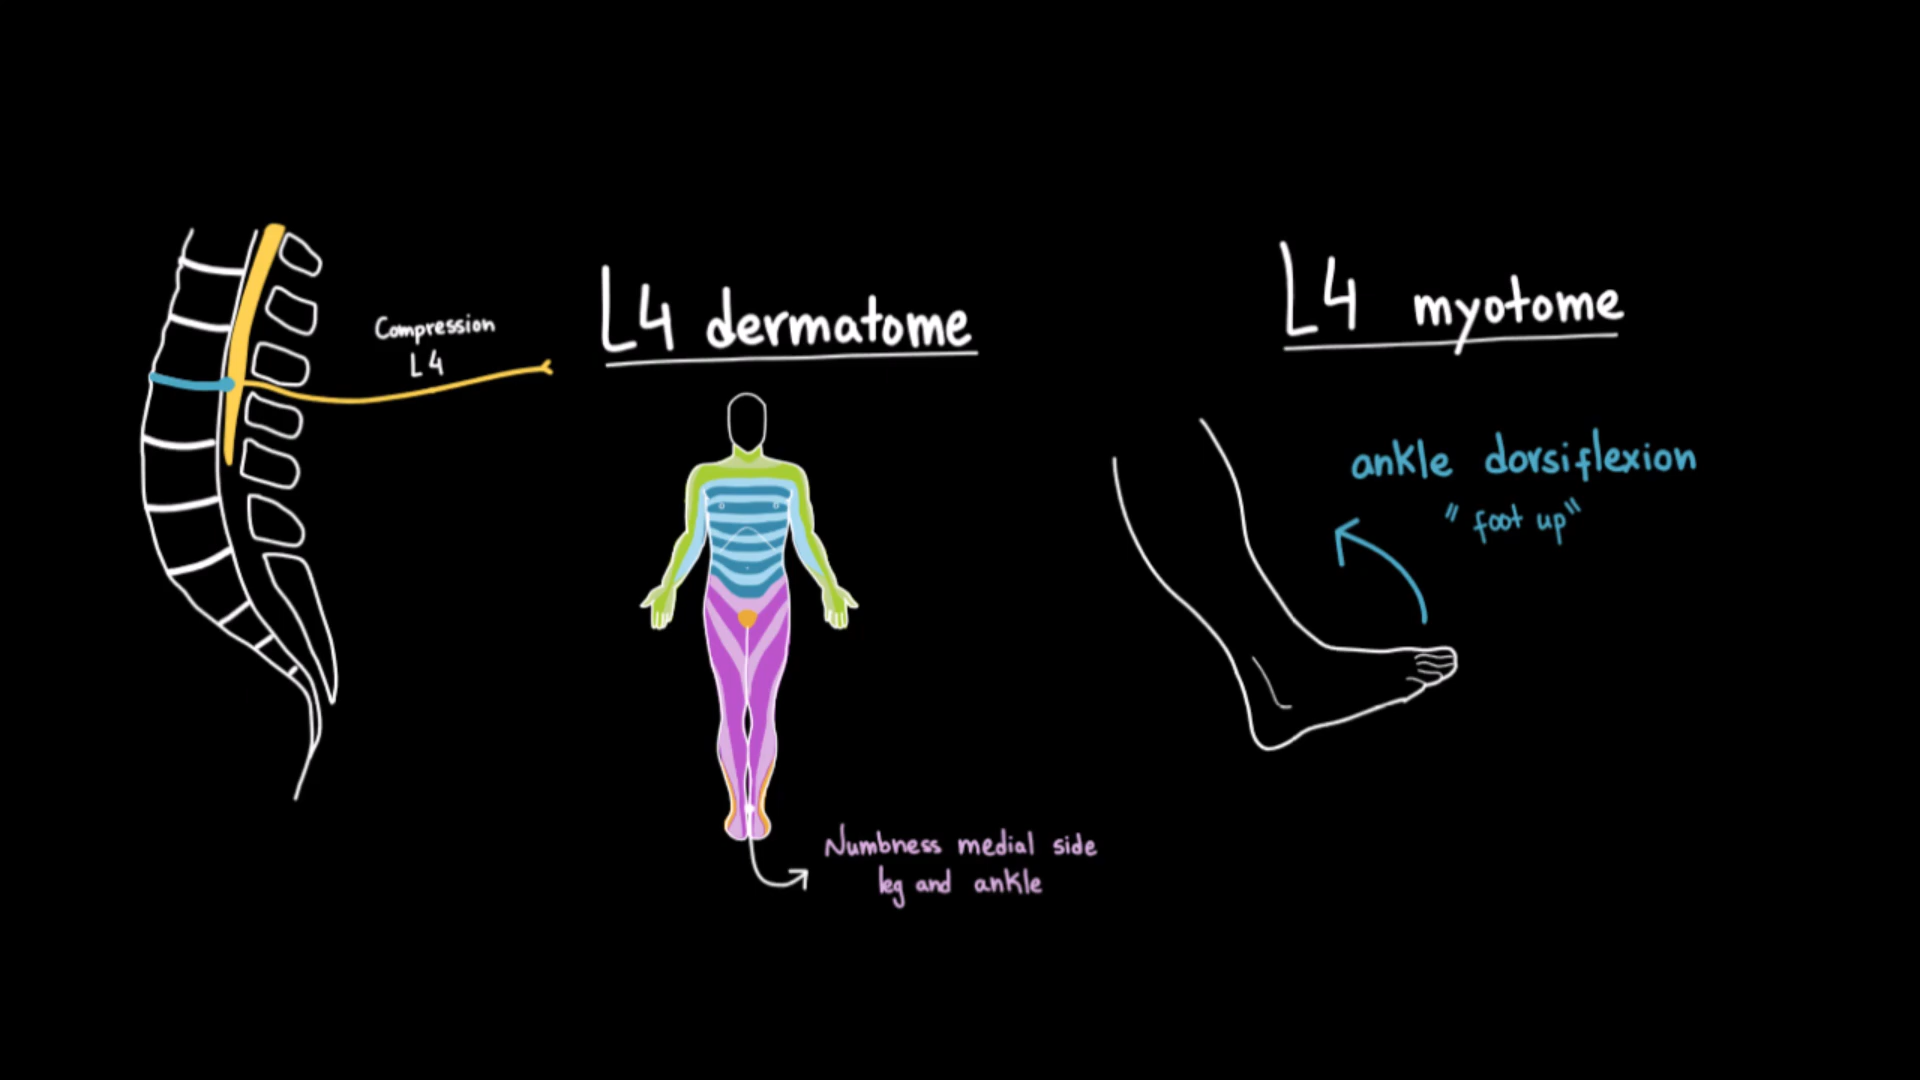 Compression
L4
L4 dermatome
Numbness medial side
leg and ankle
L4 myotome
ankle dorsiflexion
"foot up"